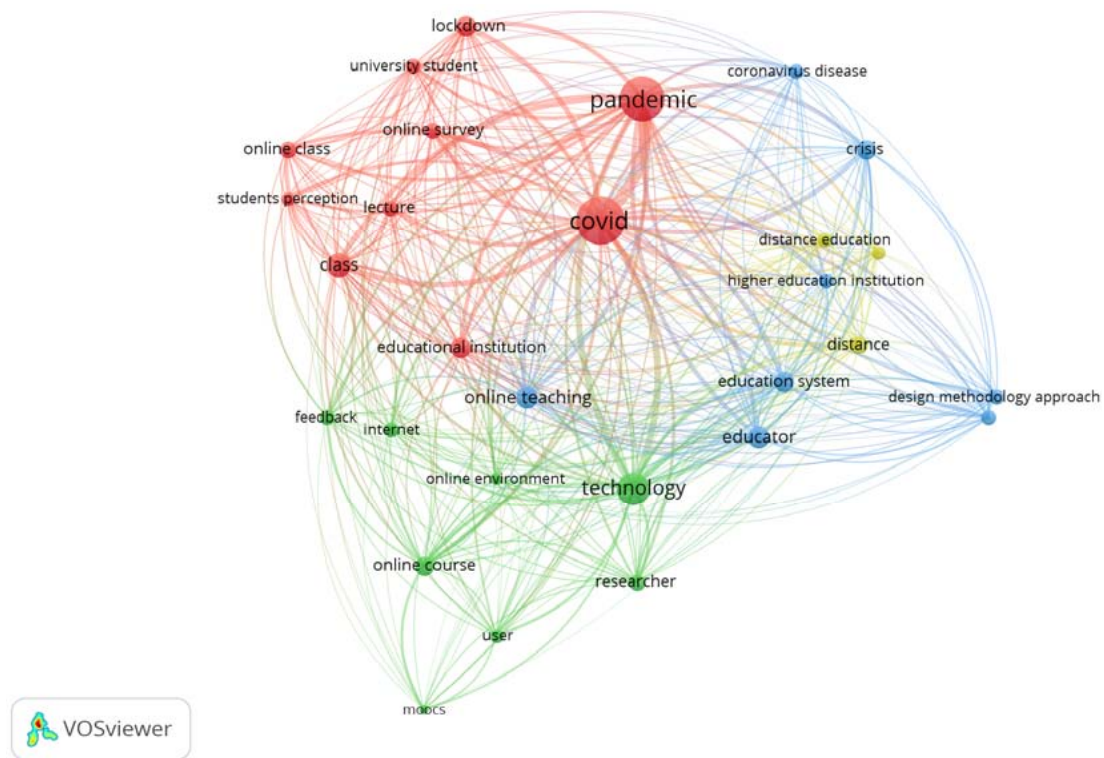 lockdown
university student
pandemic
coronavirus disease
online survey
online class
crisis
students perception
lecture
covid
distance education
class
higher education institution
educational institution
distance
education system
online teaching
design methodology approach
feedback
internet
educator
online environment
technology
online course
researcher
user
moocs
VOSviewer